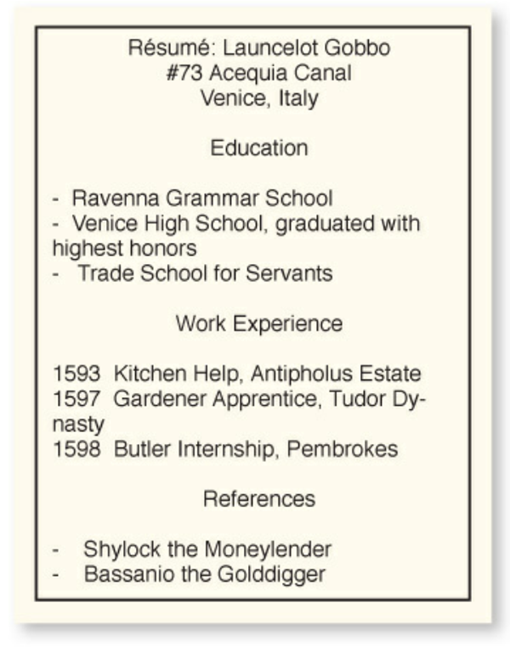 Résumé: Launcelot Gobbo
#73 Acequia Canal
Venice, Italy
Education
- Ravenna Grammar School
- Venice High School, graduated with
highest honors
- Trade School for Servants
Work Experience
1593 Kitchen Help, Antipholus Estate
1597 Gardener Apprentice, Tudor Dy-
nasty
1598 Butler Internship, Pembrokes
References
- Shylock the Moneylender
- Bassanio the Golddigger